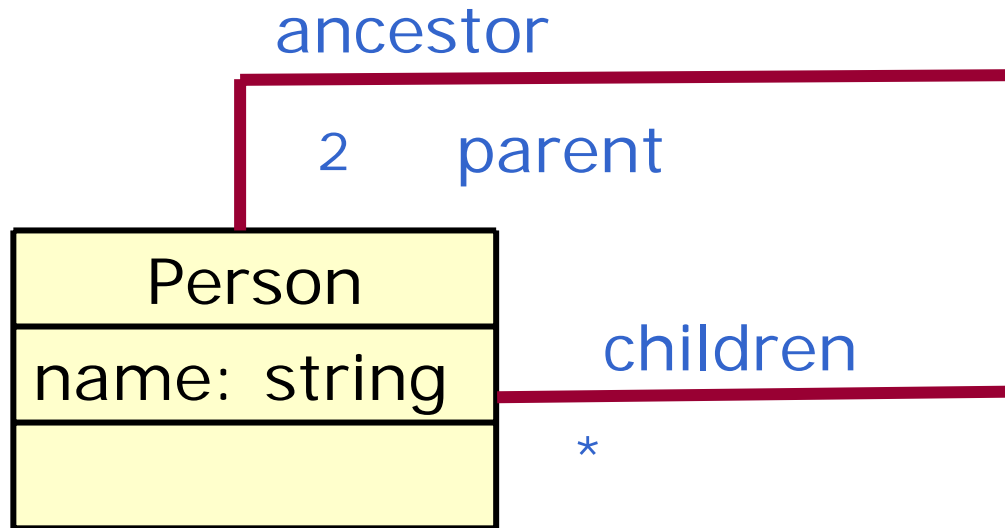 ancestor
2 parent
Person
children
name: string
*